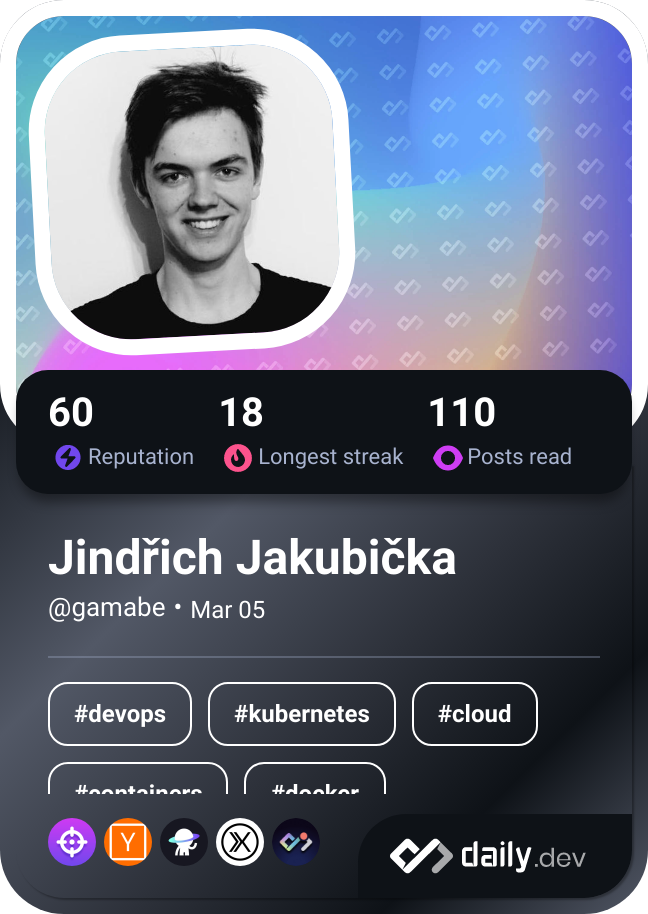 60 18 110
Reputation Longest streak Posts read
Jindřich Jakubička
@gamabe • Mar 05
#devops #kubernetes #cloud
#containers #docker
Y
daily.dev